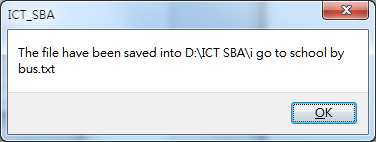 ICT_SBA
The file have been saved into D:\ICT SBA\i go to school by
bus.txt
OK